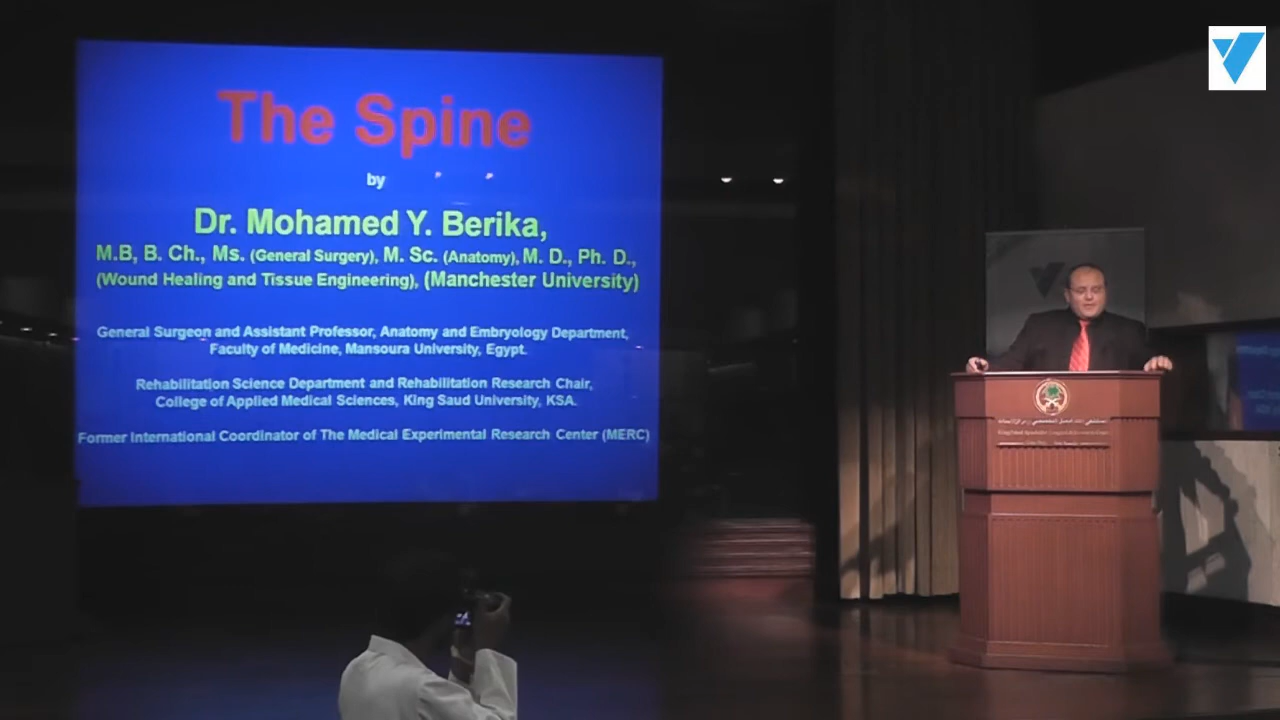 The Spine
by
Dr. Mohamed Y. Berika,
M.B, B. Ch., Ms. (General Surgery), M. Sc. (Anatomy), M. D., Ph. D.,
(Wound Healing and Tissue Engineering), (Manchester University)
General Surgeon and Assistant Professor, Anatomy and Embryology Department,
Faculty of Medicine, Mansoura University, Egypt.
Rehabilitation Science Department and Rehabilitation Research Chair,
College of Applied Medical Sciences, King Saud University, KSA.
Former International Coordinator of The Medical Experimental Research Center (MERC)